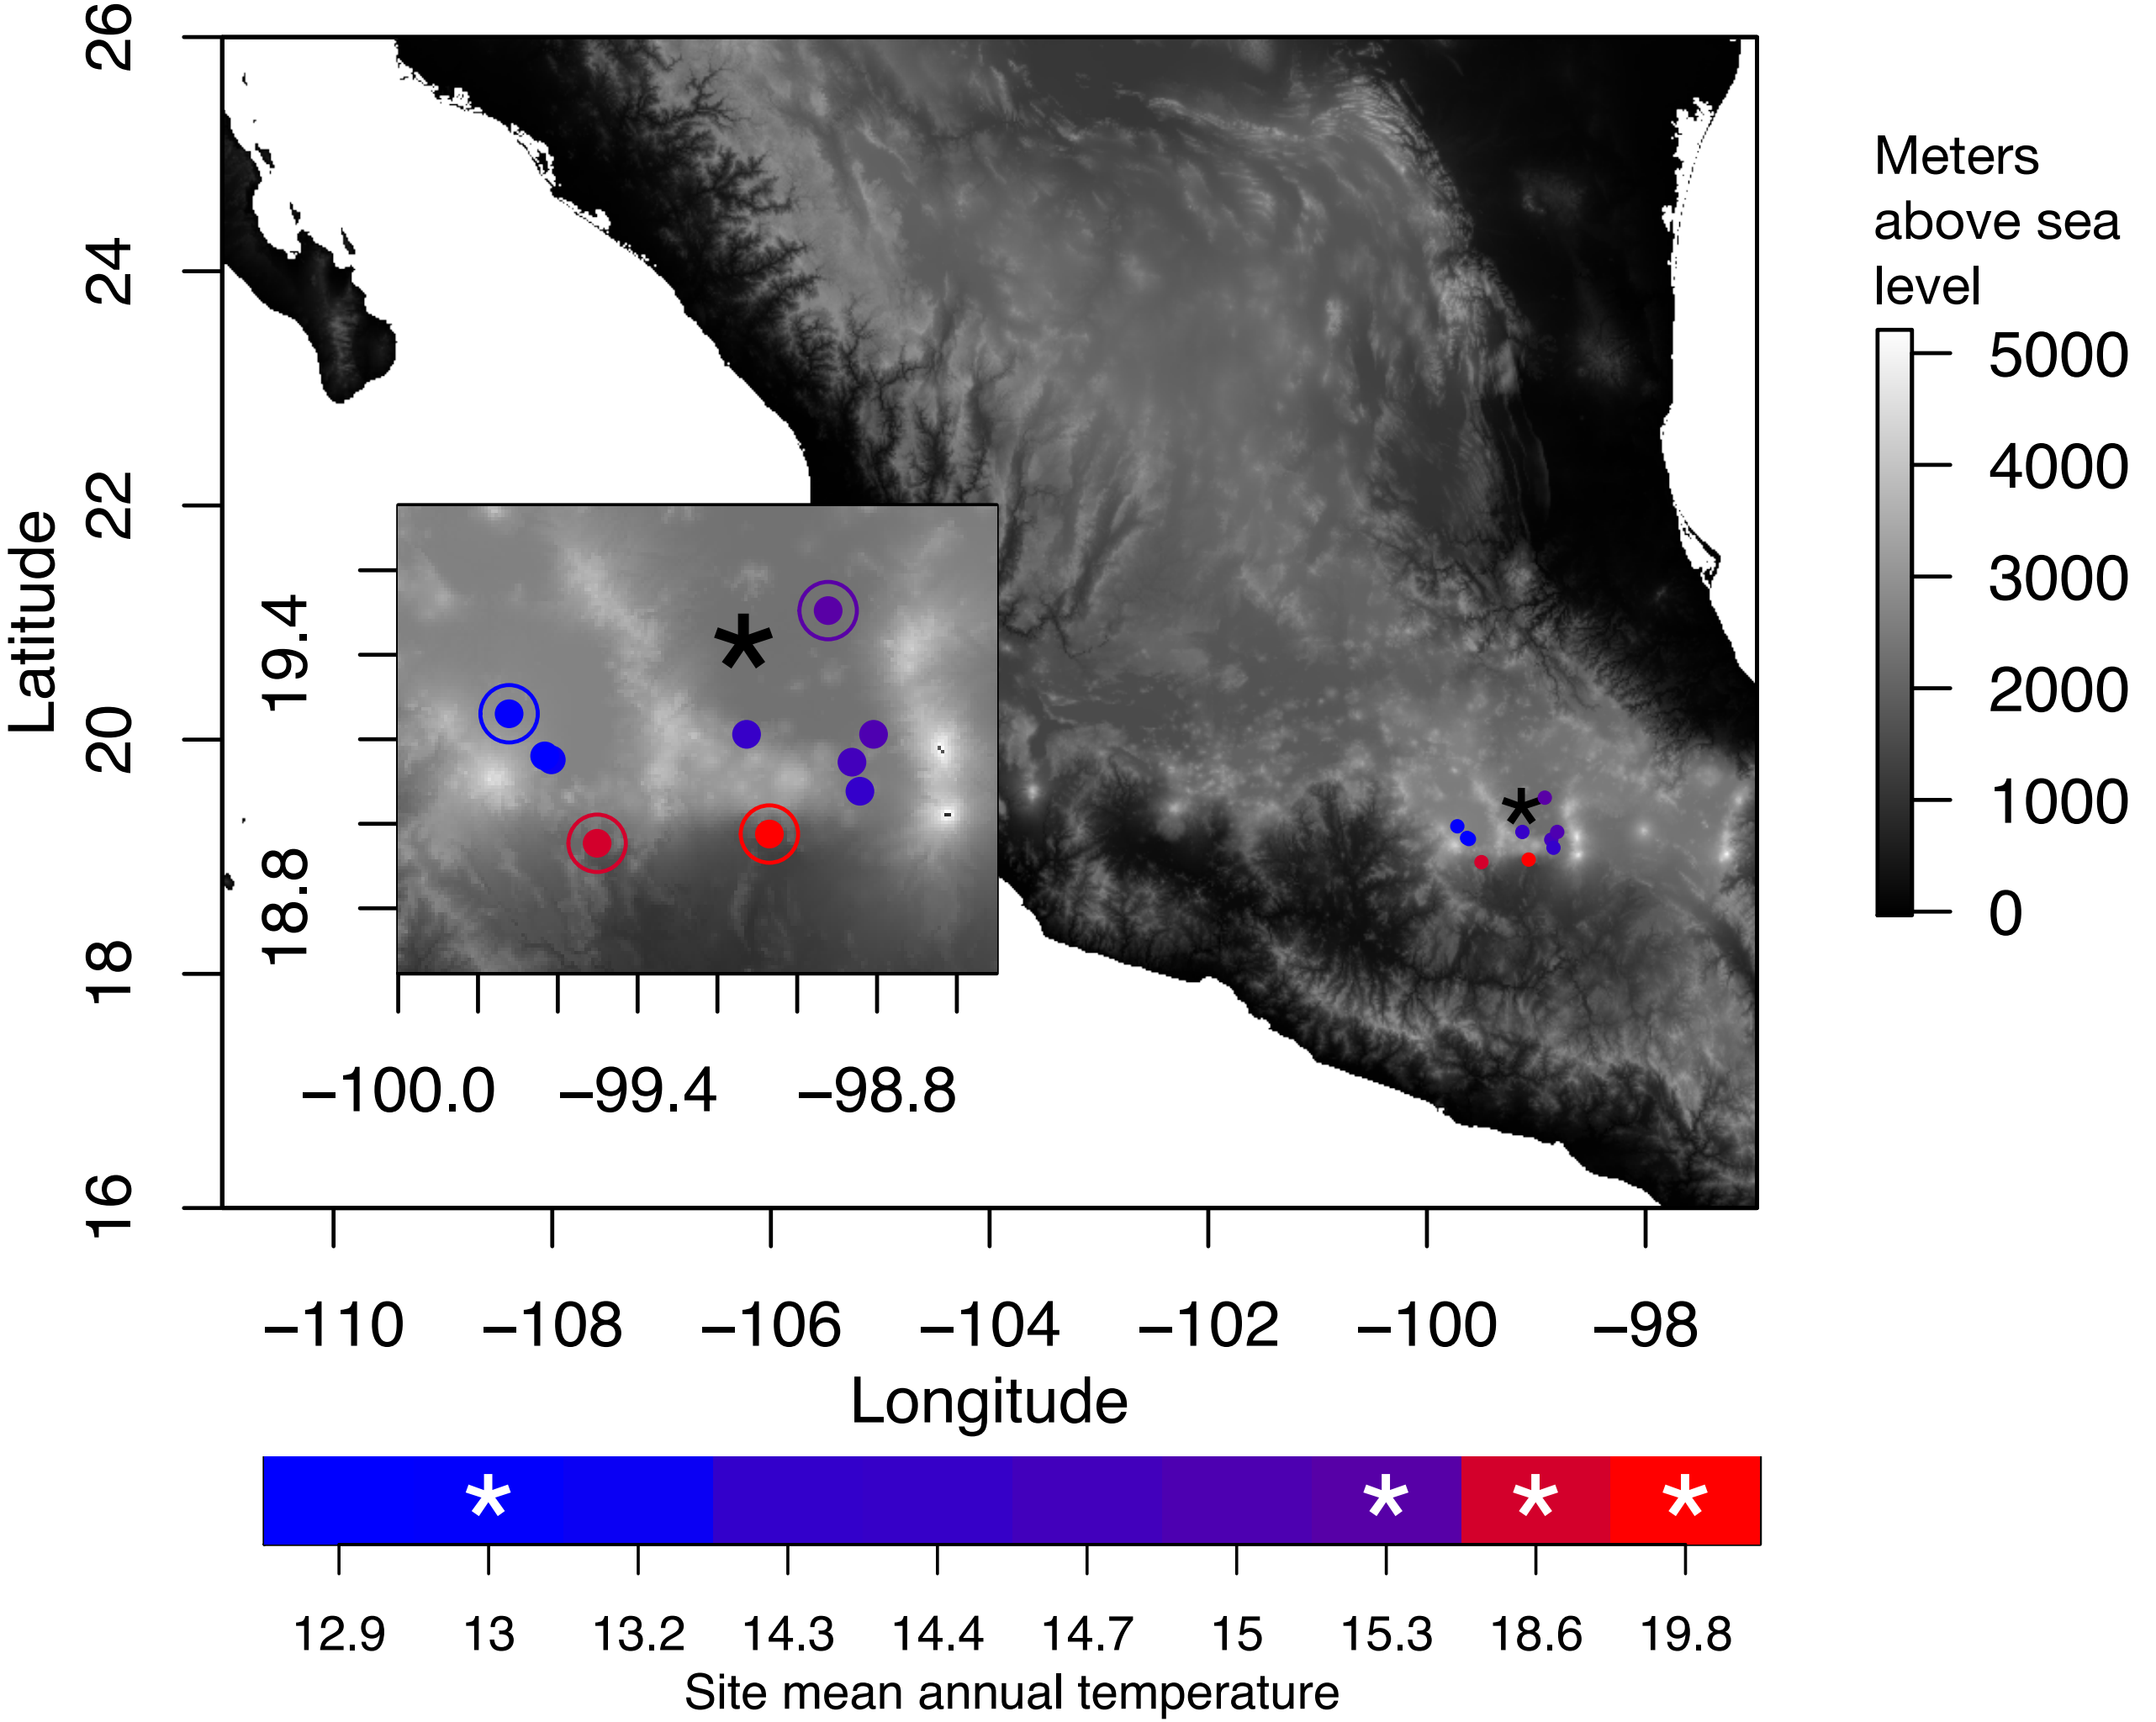 26
24
22
20
18
16
Latitude
19.4
18.8
−100.0 −99.4 −98.8
*
*
−110 −108 −106 −104 −102 −100 −98
Longitude
Meters
above sea
level
5000
4000
3000
2000
1000
0
* * * *
12.9 13 13.2 14.3 14.4 14.7 15 15.3 18.6 19.8
Site mean annual temperature